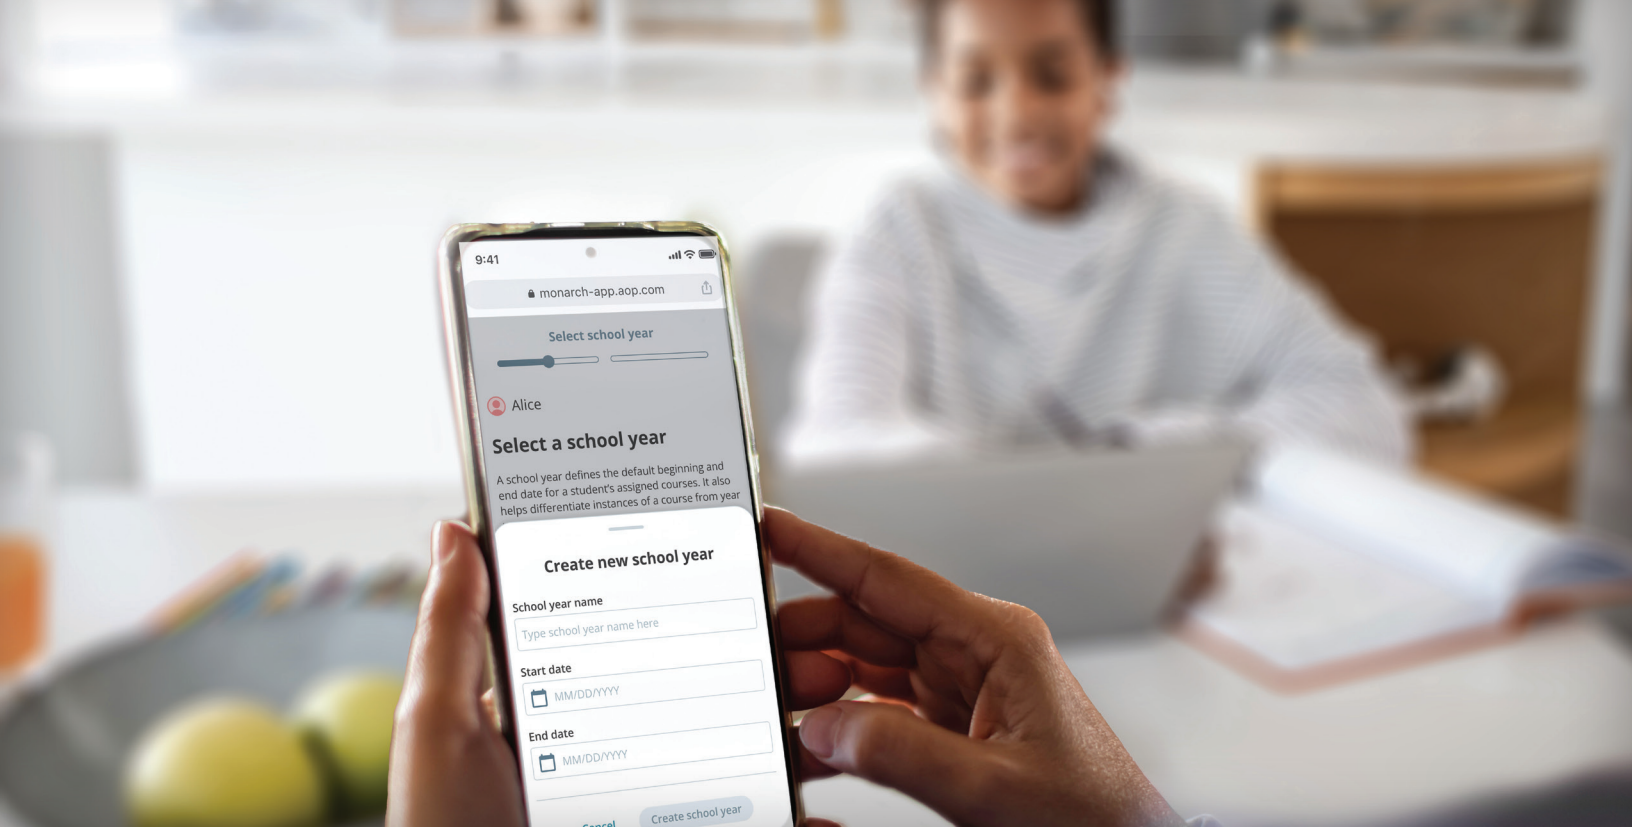 9:41
monarch-app.aop.com
Select school year
Alice
Select a school year
A school year defines the default beginning and
end date for a student's assigned courses. It also
helps differentiate instances of a course from year
Create new school year
School year name
Type school year name here
Start date
MM/DD/YYYY
End date
MM/DD/YYYY
Cancel
Create school year